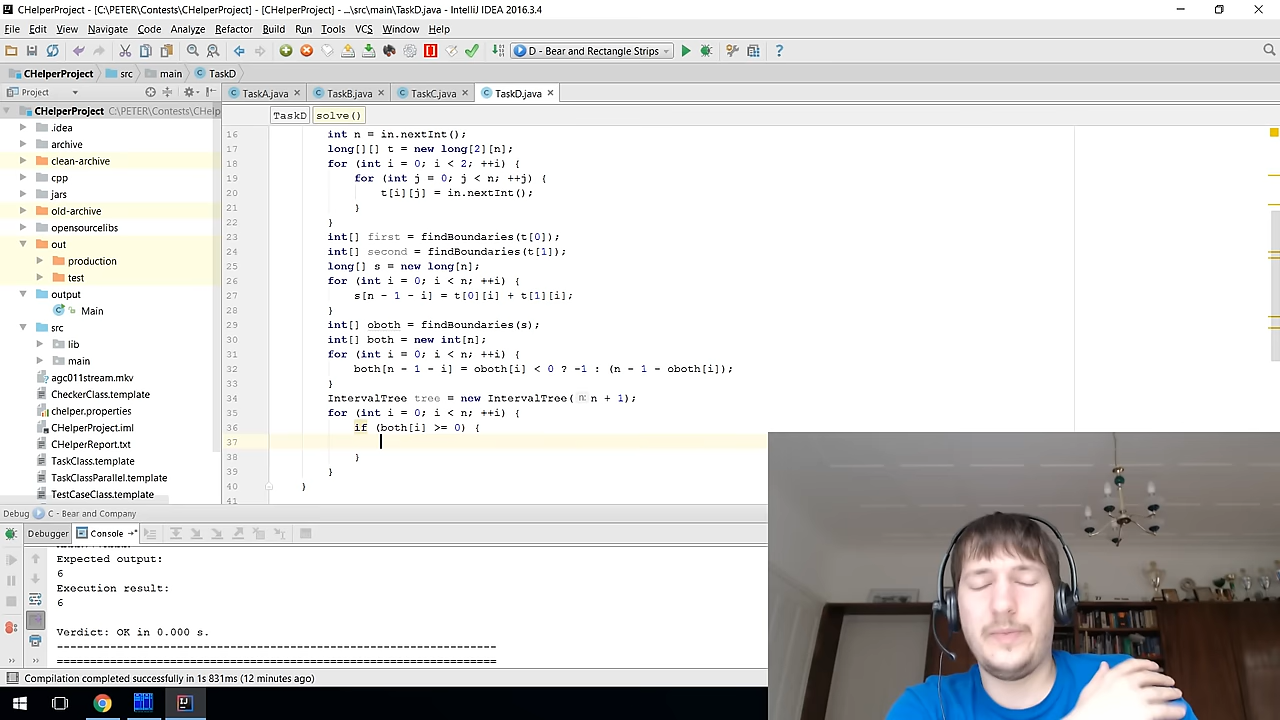 CHelperProject - [C:\PETER\Contests\CHelperProject] - [CHelperProject] - ...\src\main\TaskD.java - IntelliJ IDEA 2016.3.4
File Edit View Navigate Code Analyze Refactor Build Run Tools VCS Window Help
D - Bear and Rectangle Strips
CHelperProject src main TaskD
Project
TaskA.java TaskB.java TaskC.java TaskD.java
CHelperProject C:\PETER\Contests\CHelp
TaskD solve()
.idea
archive
clean-archive
cpp
jars
old-archive
opensourcelibs
out
production
test
output
Main
src
lib
main
agc011stream.mkv
CheckerClass.template
chelper.properties
CHelperProject.iml
CHelperReport.txt
TaskClass.template
TaskClassParallel.template
TestCaseClass.template
16 int n = in.nextInt();
17 long[][] t = new long[2][n];
18 for (int i = 0; i < 2; ++i) {
19 for (int j = 0; j < n; ++j) {
20 t[i][j] = in.nextInt();
21 }
22 }
23 int[] first = findBoundaries(t[0]);
24 int[] second = findBoundaries(t[1]);
25 long[] s = new long[n];
26 for (int i = 0; i < n; ++i) {
27 s[n - 1 - i] = t[0][i] + t[1][i];
28 }
29 int[] oboth = findBoundaries(s);
30 int[] both = new int[n];
31 for (int i = 0; i < n; ++i) {
32 both[n - 1 - i] = oboth[i] < 0 ? -1 : (n - 1 - oboth[i]);
33 }
34 IntervalTree tree = new IntervalTree( n: n + 1);
35 for (int i = 0; i < n; ++i) {
36 if (both[i] >= 0) {
37
38 }
39 }
40 }
41
Debug C - Bear and Company
Debugger Console
Expected output:
6
Execution result:
6
Verdict: OK in 0.000 s.
------------------------------------------------------------------
==================================================================
Compilation completed successfully in 1s 831ms (12 minutes ago)